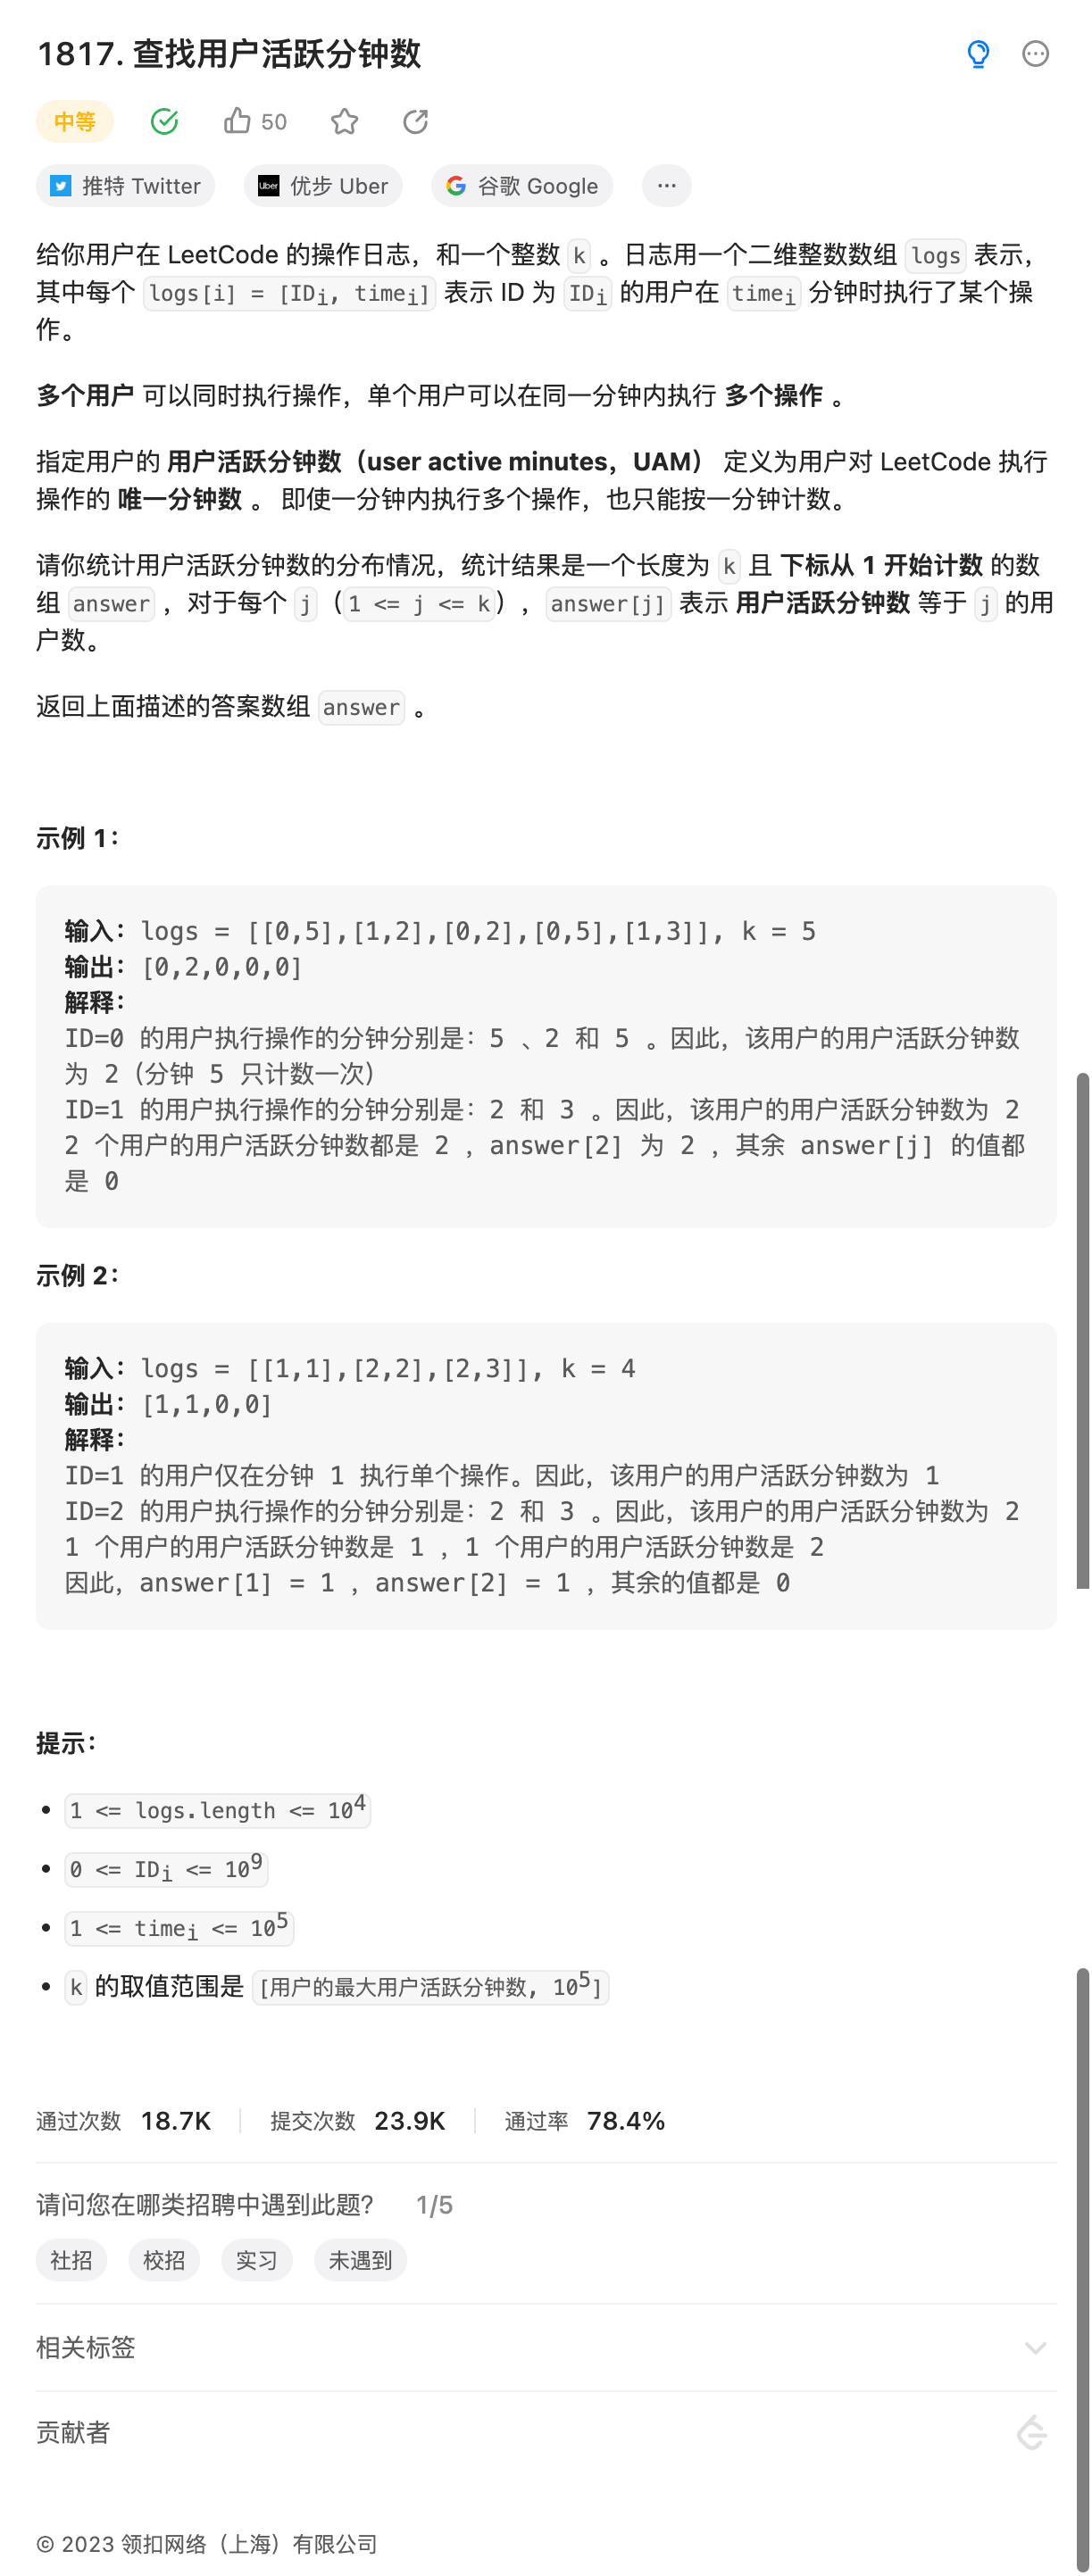 1817. 查找用户活跃分钟数
中等 50
推特 Twitter Uber 优步 Uber 谷歌 Google ...
给你用户在 LeetCode 的操作日志，和一个整数 k 。日志用一个二维整数数组 logs 表示，
其中每个 logs[i] = [IDi, timei] 表示 ID 为 IDi 的用户在 timei 分钟时执行了某个操
作。
多个用户 可以同时执行操作，单个用户可以在同一分钟内执行 多个操作 。
指定用户的 用户活跃分钟数（user active minutes，UAM） 定义为用户对 LeetCode 执行
操作的 唯一分钟数 。 即使一分钟内执行多个操作，也只能按一分钟计数。
请你统计用户活跃分钟数的分布情况，统计结果是一个长度为 k 且 下标从 1 开始计数 的数
组 answer ，对于每个 j（1 <= j <= k），answer[j] 表示 用户活跃分钟数 等于 j 的用
户数。
返回上面描述的答案数组 answer 。
示例 1：
输入：logs = [[0,5],[1,2],[0,2],[0,5],[1,3]], k = 5
输出：[0,2,0,0,0]
解释：
ID=0 的用户执行操作的分钟分别是：5 、2 和 5 。因此，该用户的用户活跃分钟数
为 2（分钟 5 只计数一次）
ID=1 的用户执行操作的分钟分别是：2 和 3 。因此，该用户的用户活跃分钟数为 2
2 个用户的用户活跃分钟数都是 2 ，answer[2] 为 2 ，其余 answer[j] 的值都
是 0
示例 2：
输入：logs = [[1,1],[2,2],[2,3]], k = 4
输出：[1,1,0,0]
解释：
ID=1 的用户仅在分钟 1 执行单个操作。因此，该用户的用户活跃分钟数为 1
ID=2 的用户执行操作的分钟分别是：2 和 3 。因此，该用户的用户活跃分钟数为 2
1 个用户的用户活跃分钟数是 1 ，1 个用户的用户活跃分钟数是 2
因此，answer[1] = 1 ，answer[2] = 1 ，其余的值都是 0
提示：
• 1 <= logs.length <= 10^4
• 0 <= IDi <= 10^9
• 1 <= timei <= 10^5
• k 的取值范围是 [用户的最大用户活跃分钟数, 10^5]
通过次数 18.7K 提交次数 23.9K 通过率 78.4%
请问您在哪类招聘中遇到此题？ 1/5
社招 校招 实习 未遇到
相关标签
贡献者
© 2023 领扣网络（上海）有限公司